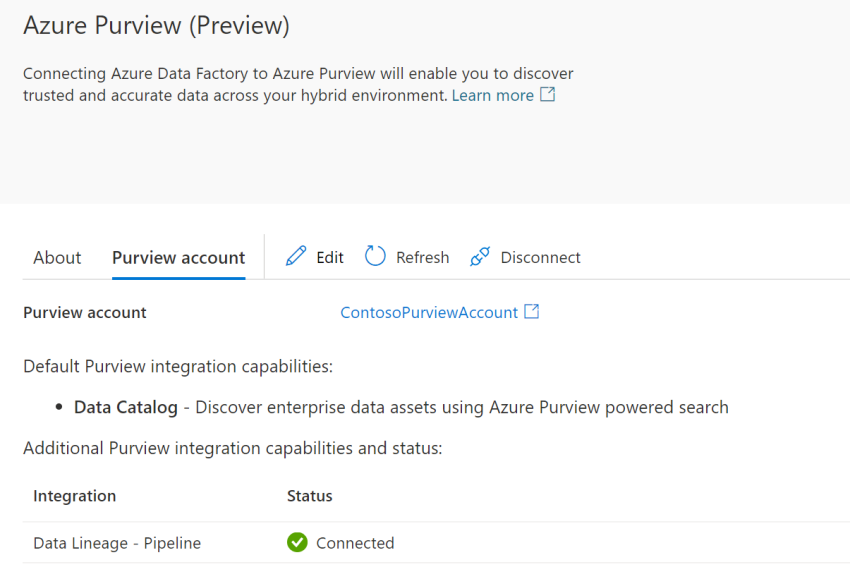 Azure Purview (Preview)
Connecting Azure Data Factory to Azure Purview will enable you to discover
trusted and accurate data across your hybrid environment. Learn more
About Purview account Edit Refresh Disconnect
Purview account ContosoPurviewAccount
Default Purview integration capabilities:
• Data Catalog - Discover enterprise data assets using Azure Purview powered search
Additional Purview integration capabilities and status:
Integration Status
Data Lineage - Pipeline Connected